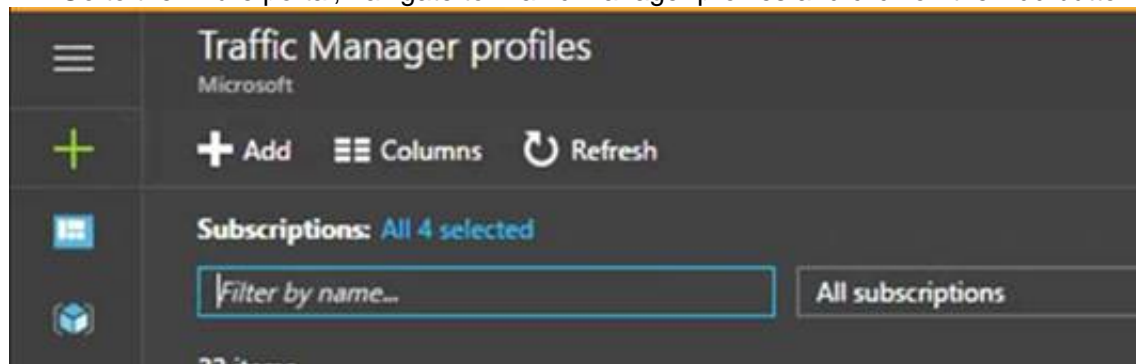 Traffic Manager profiles
Microsoft
Add Columns Refresh
Subscriptions: All 4 selected
Filter by name... All subscriptions